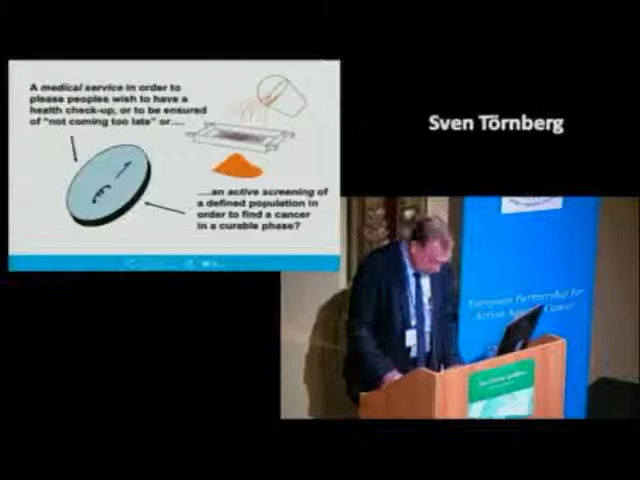 A medical service in order to
please peoples wish to have a
health check-up, or to be ensured
of "not coming too late" or....
....an active screening of
a defined population in
order to find a cancer
in a curable phase?
Sven Törnberg
European Partnership for
Action Against Cancer